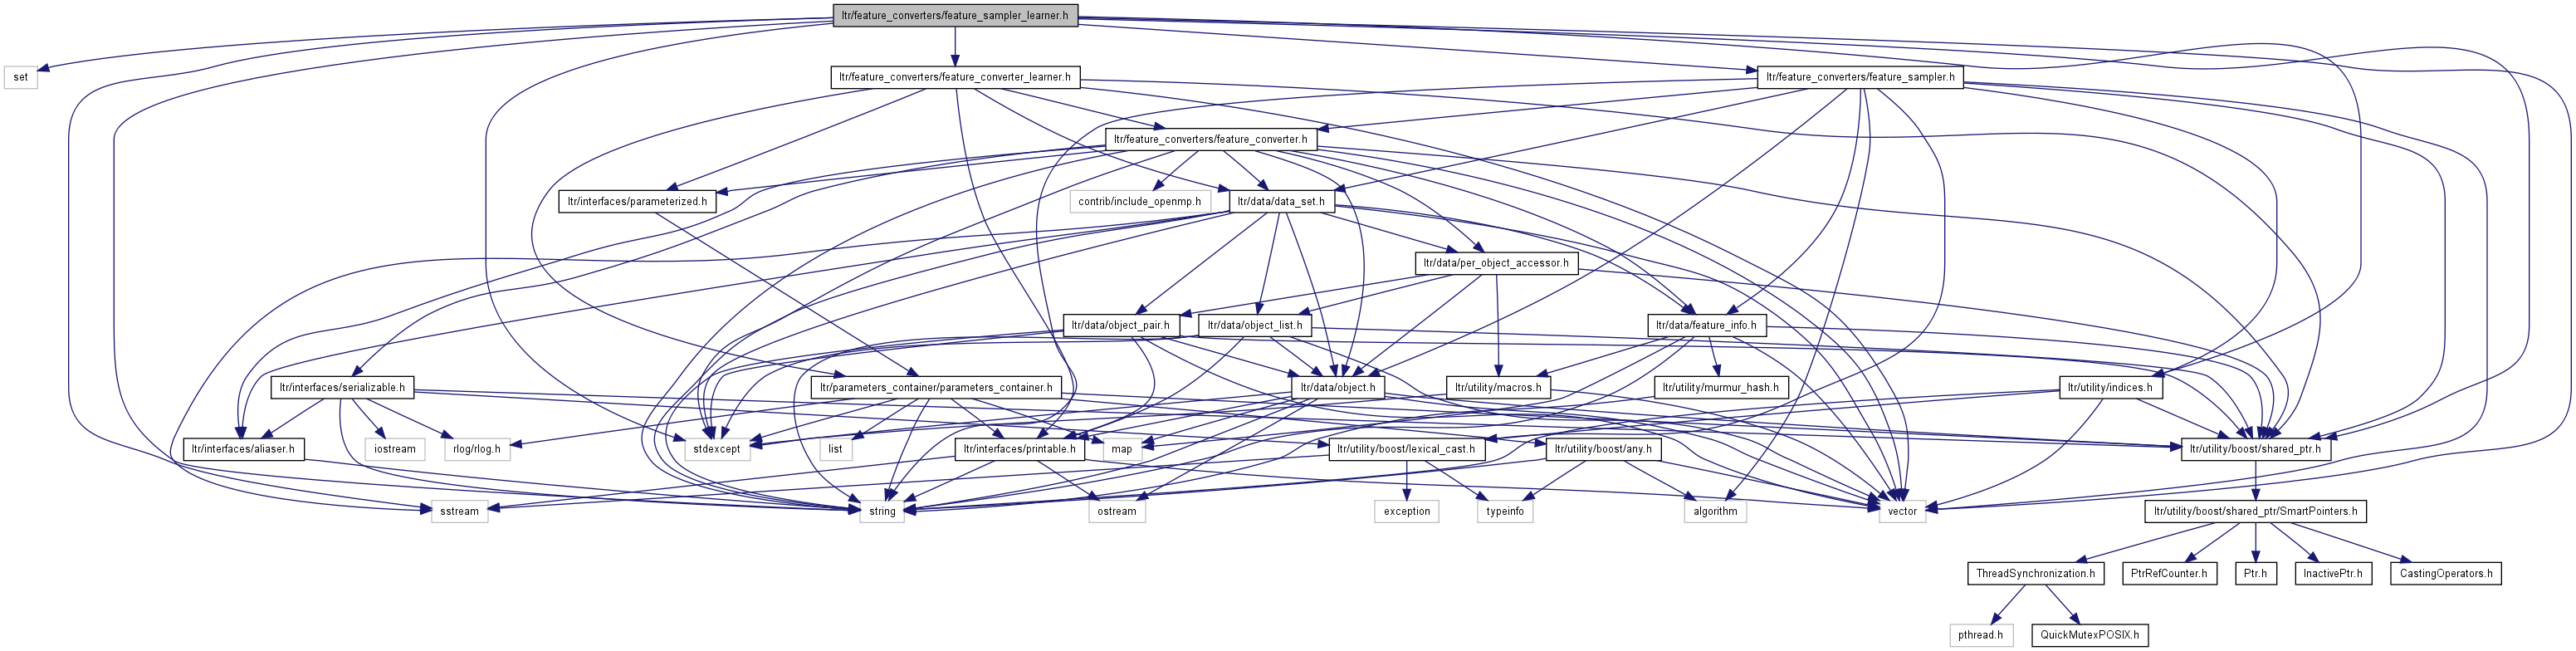 ltr/feature_converters/feature_sampler_learner.h
set
ltr/feature_converters/feature_converter_learner.h
ltr/feature_converters/feature_sampler.h
ltr/feature_converters/feature_converter.h
ltr/interfaces/parameterized.h
contrib/include_openmp.h
ltr/data/data_set.h
ltr/data/per_object_accessor.h
ltr/data/object_pair.h
ltr/data/object_list.h
ltr/data/feature_info.h
ltr/interfaces/serializable.h
ltr/parameters_container/parameters_container.h
ltr/data/object.h
ltr/utility/macros.h
ltr/utility/murmur_hash.h
ltr/utility/indices.h
ltr/interfaces/aliaser.h
iostream
rlog/rlog.h
stdexcept
list
ltr/interfaces/printable.h
map
ltr/utility/boost/lexical_cast.h
ltr/utility/boost/any.h
ltr/utility/boost/shared_ptr.h
sstream
string
ostream
exception
typeinfo
algorithm
vector
ltr/utility/boost/shared_ptr/SmartPointers.h
ThreadSynchronization.h
PtrRefCounter.h
Ptr.h
InactivePtr.h
CastingOperators.h
pthread.h
QuickMutexPOSIX.h